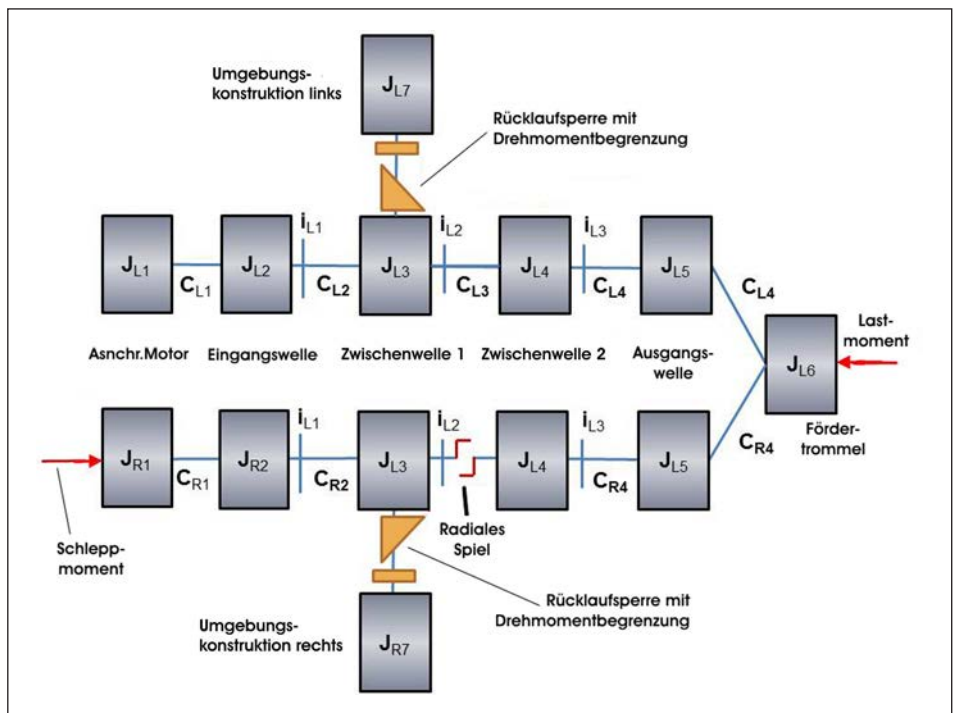 Umgebungs-
konstruktion links
J_L7
Rücklaufsperre mit
Drehmomentbegrenzung
i_L1
i_L2
i_L3
J_L1
C_L1
J_L2
C_L2
J_L3
C_L3
J_L4
C_L4
J_L5
C_L4
Asnchr.Motor
Eingangswelle
Zwischenwelle 1
Zwischenwelle 2
Ausgangs-
welle
J_L6
Last-
moment
Förder-
trommel
i_L1
i_L2
i_L3
J_R1
C_R1
J_R2
C_R2
J_L3
J_L4
C_R4
J_L5
C_R4
Schlepp-
moment
Radiales
Spiel
Rücklaufsperre mit
Drehmomentbegrenzung
Umgebungs-
konstruktion rechts
J_R7